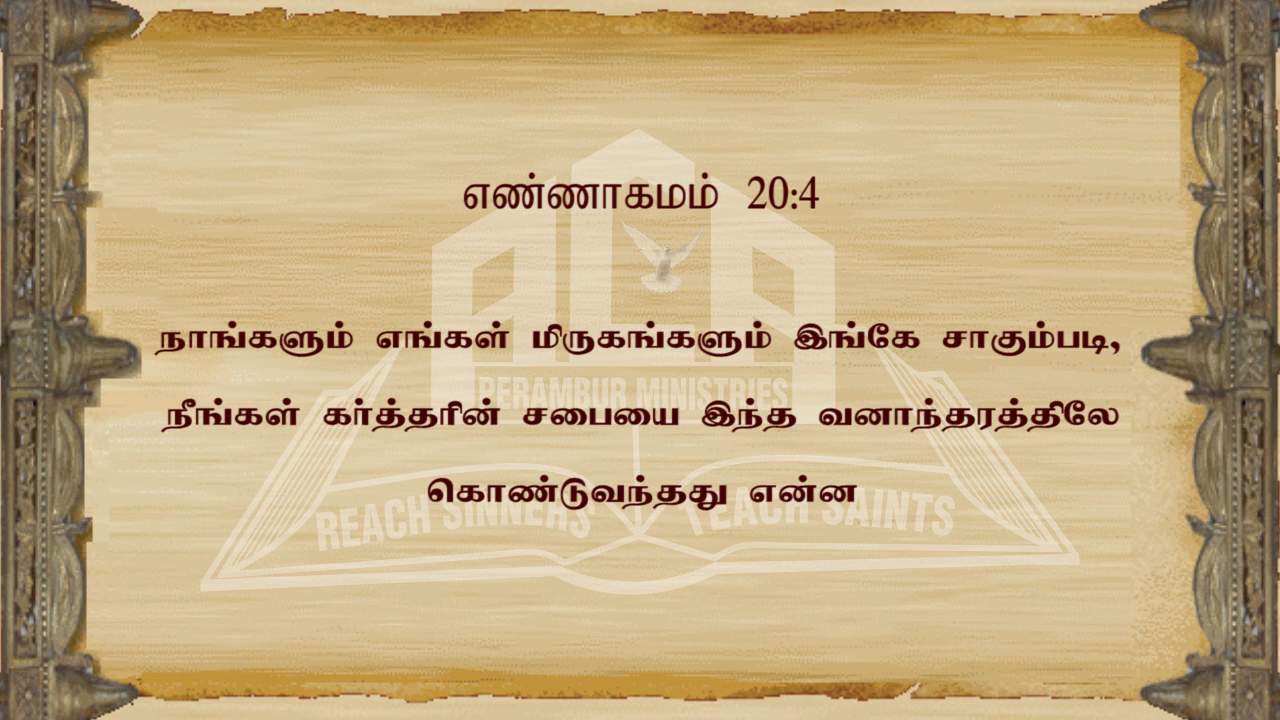 எண்ணாகமம் 20:4
நாங்களும் எங்கள் மிருகங்களும் இங்கே சாகும்படி,
நீங்கள் கர்த்தரின் சபையை இந்த வனாந்தரத்திலே
கொண்டுவந்தது என்ன
ALA
PERAMBUR MINISTRIES
REACH SINNERS TEACH SAINTS